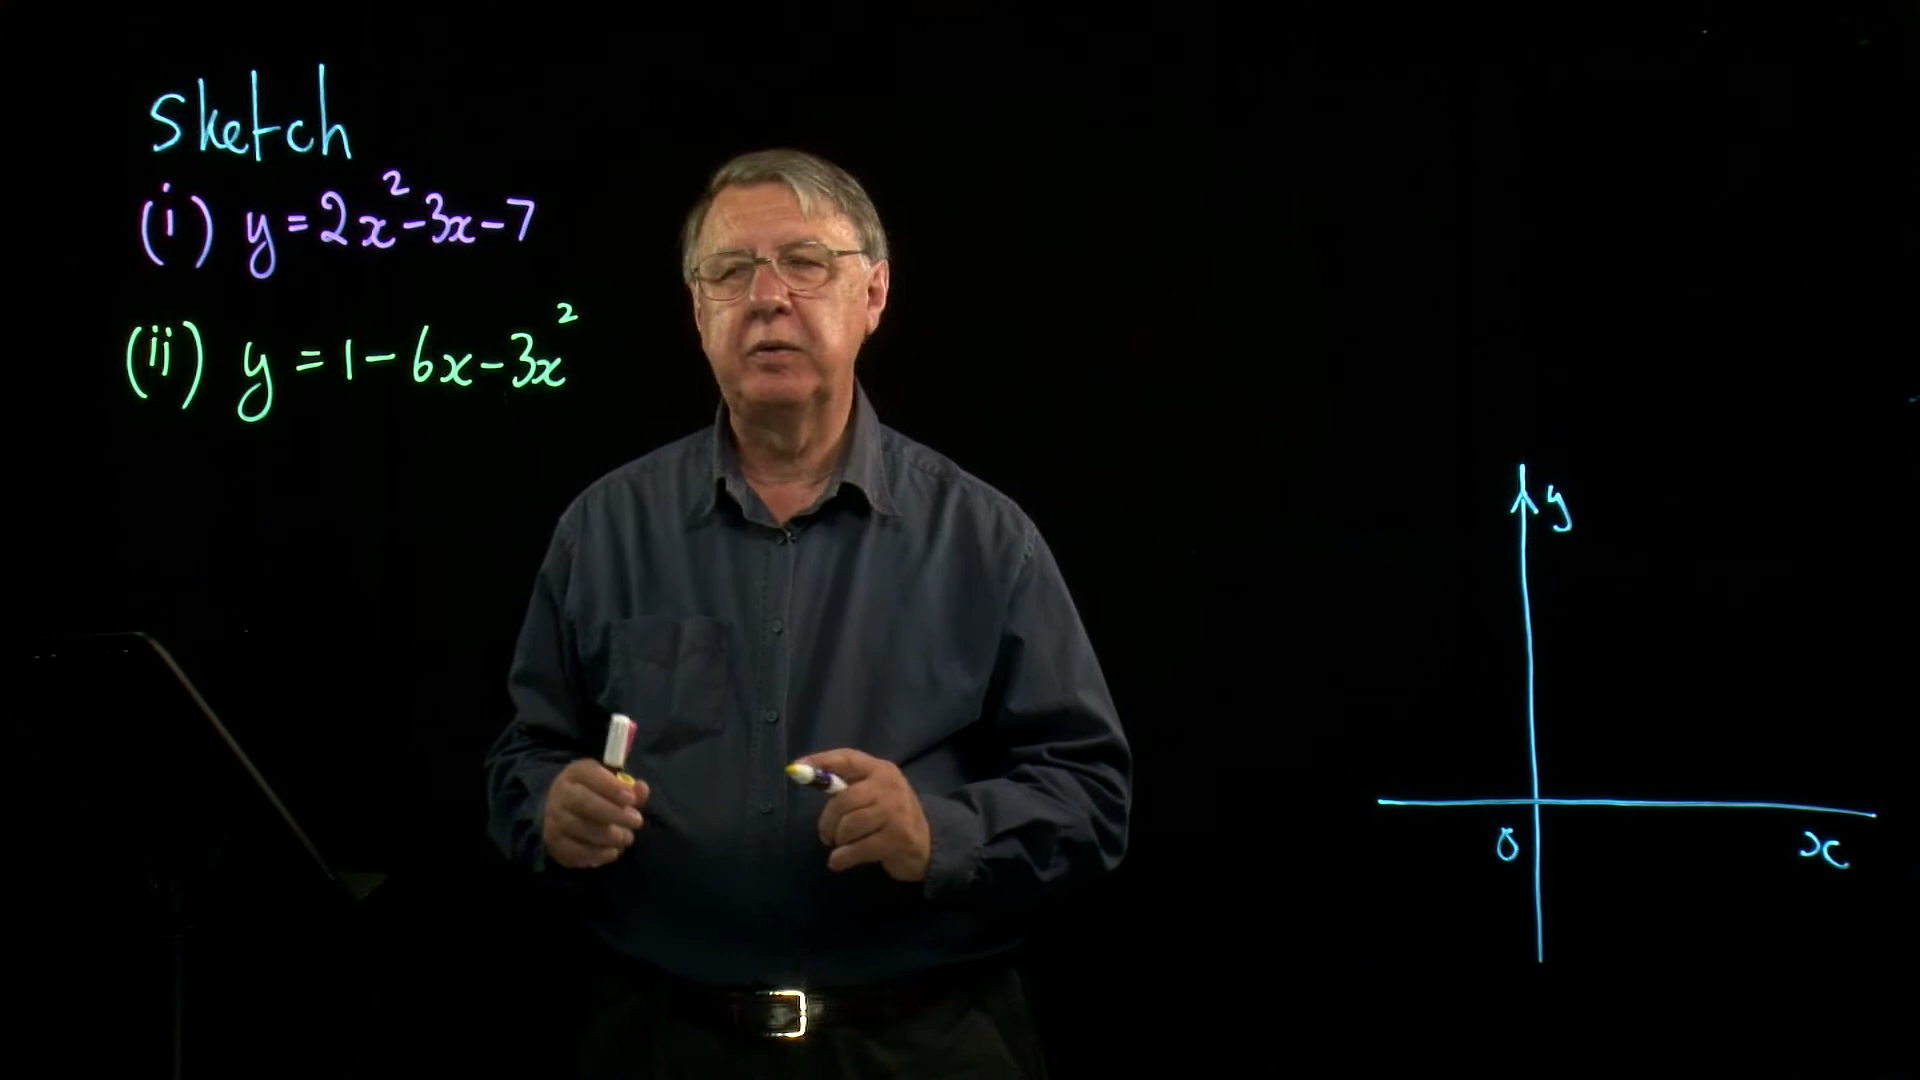 Sketch
(i) y = 2x² - 3x - 7
(ii) y = 1 - 6x - 3x²
y
0
x